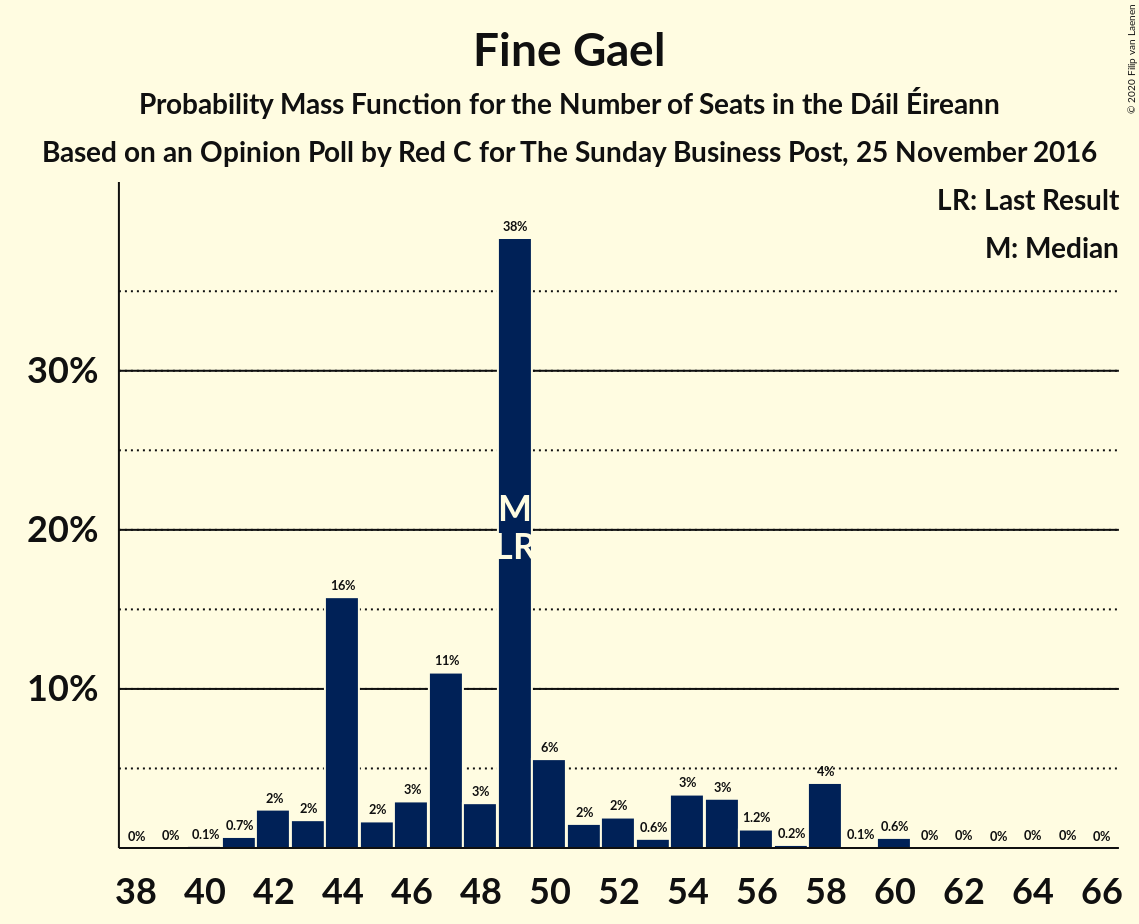 Fine Gael
Probability Mass Function for the Number of Seats in the Dáil Éireann
Based on an Opinion Poll by Red C for The Sunday Business Post, 25 November 2016
© 2020 Filip van Laenen
LR: Last Result
M: Median
38%
30%
M
20%
LR
16%
11%
10%
6%
0% 0% 0.1% 0.7% 2% 2% 2% 3% 3% 2% 2% 0.6% 3% 3% 1.2% 0.2% 4% 0.1% 0.6% 0% 0% 0% 0% 0% 0%
38 40 42 44 46 48 50 52 54 56 58 60 62 64 66